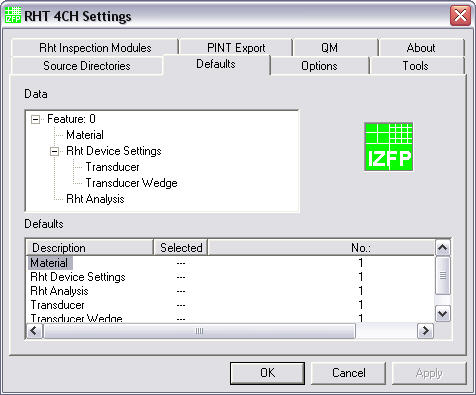 IZFP RHT 4CH Settings
Rht Inspection Modules PINT Export QM About
Source Directories Defaults Options Tools
Data
Feature: 0
Material
Rht Device Settings
Transducer
Transducer Wedge
Rht Analysis
IZFP
Defaults
Description Selected No.:
Material --- 1
Rht Device Settings --- 1
Rht Analysis --- 1
Transducer --- 1
Transducer Wedge --- 1
OK Cancel Apply